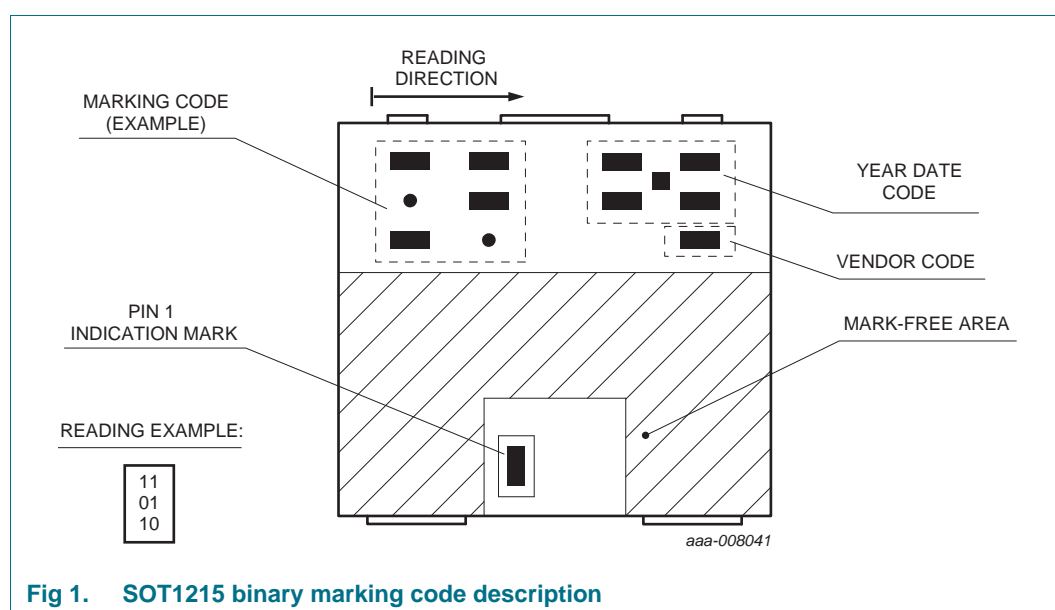 READING
DIRECTION
MARKING CODE
(EXAMPLE)
YEAR DATE
CODE
VENDOR CODE
PIN 1
INDICATION MARK
MARK-FREE AREA
READING EXAMPLE:
11
01
10
aaa-008041
Fig 1. SOT1215 binary marking code description